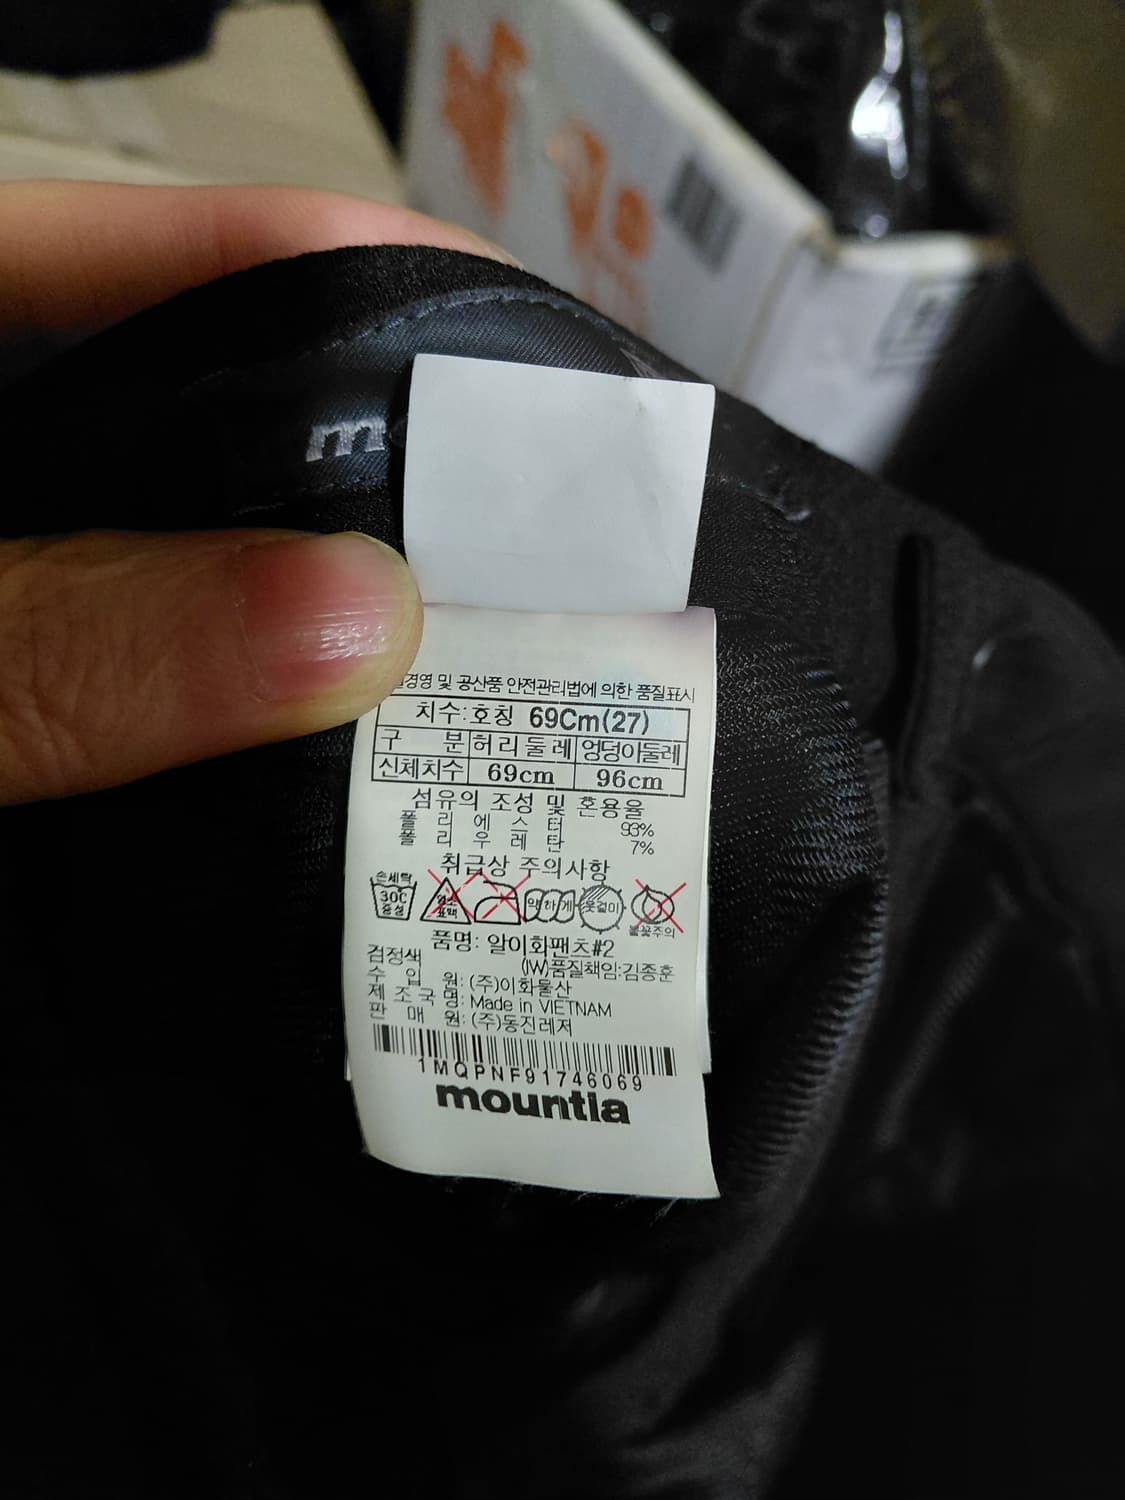 m
경영 및 공산품 안전관리법에 의한 품질표시
치수:호칭 69Cm(27)
구 분 허리둘레 엉덩이둘레
신체치수 69cm 96cm
섬유의 조성 및 혼용율
폴리에스터 93%
폴리우레탄 7%
취급상 주의사항
손세탁
30C
중성
염소
표백
약하게
옷걸이
불꽃주의
품명: 알이화팬츠#2
검정색 (JW)품질책임:김종훈
수 입 원: (주)이화물산
제 조 국 명: Made in VIETNAM
판 매 원: (주)동진레저
1MQPNF91746069
mountia